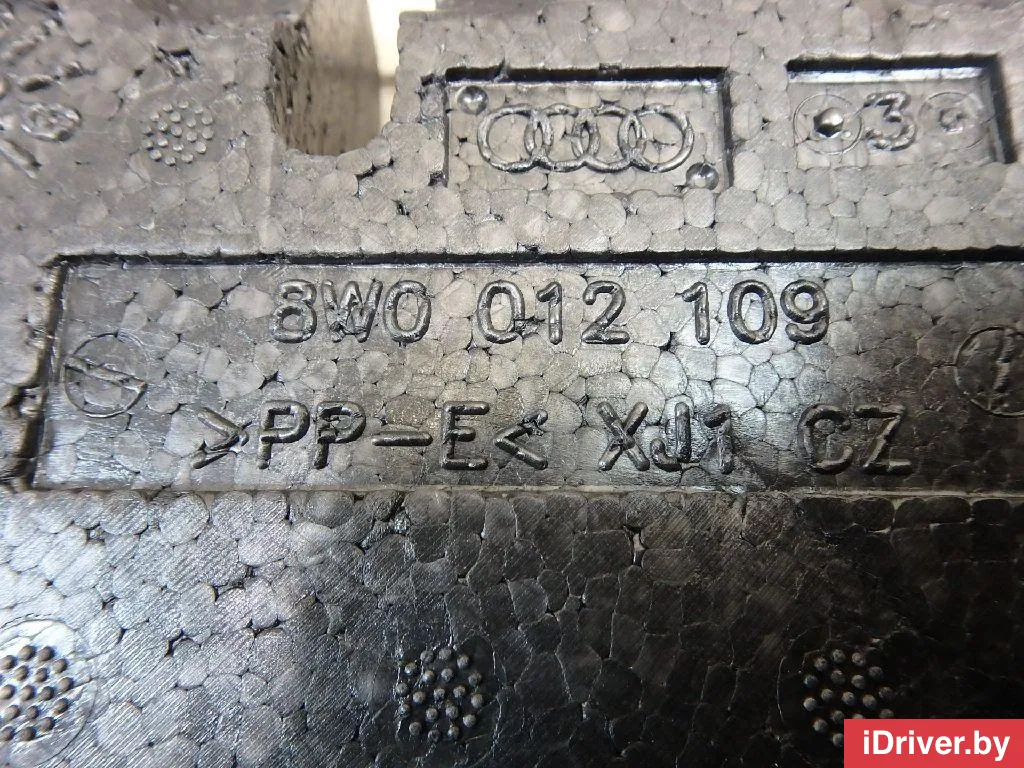 3
8W0 012 109
>PP-E< XJ1 CZ
iDriver.by